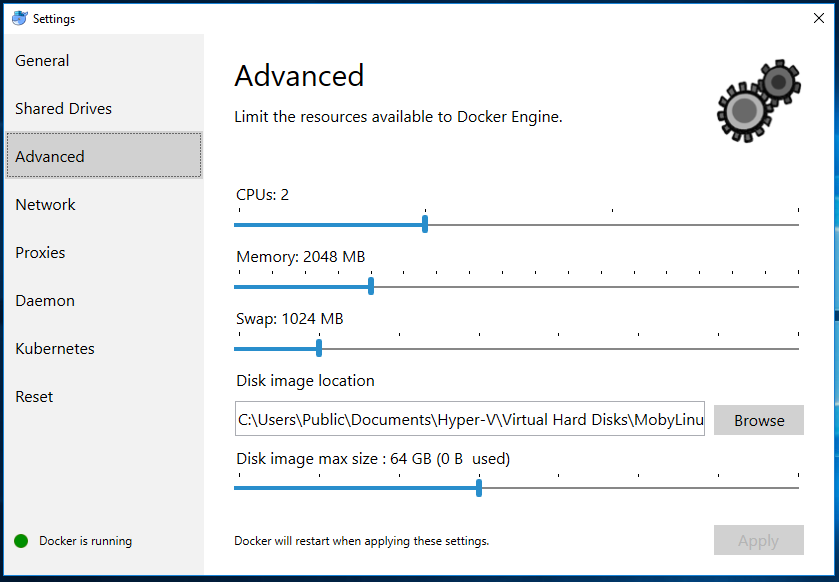 Settings
General
Shared Drives
Advanced
Network
Proxies
Daemon
Kubernetes
Reset
Docker is running
Advanced
Limit the resources available to Docker Engine.
CPUs: 2
Memory: 2048 MB
Swap: 1024 MB
Disk image location
C:\Users\Public\Documents\Hyper-V\Virtual Hard Disks\MobyLinu
Browse
Disk image max size : 64 GB (0 B  used)
Docker will restart when applying these settings.
Apply